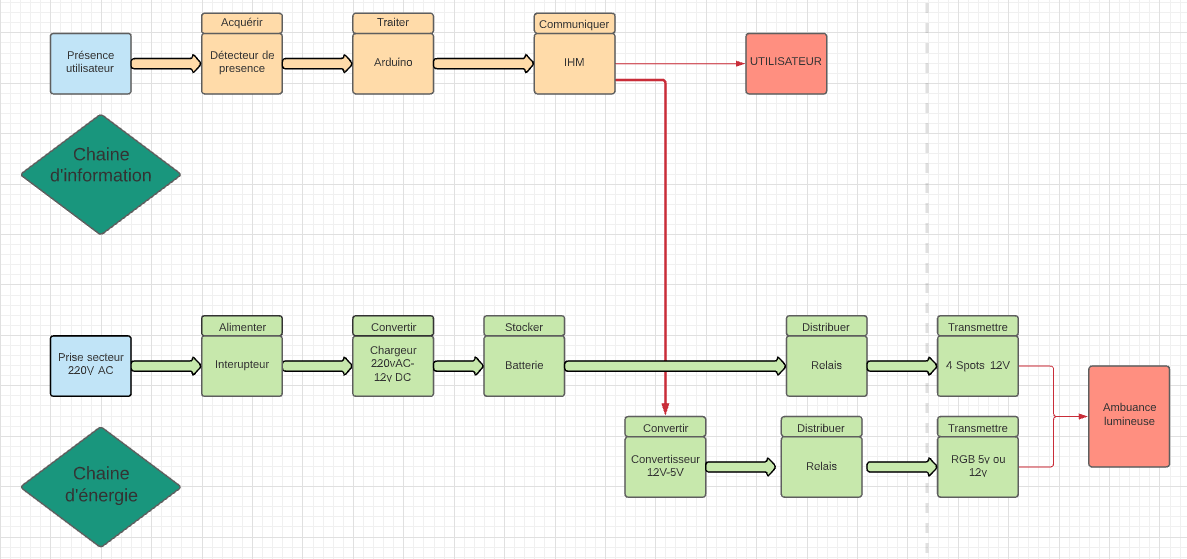 Acquérir
Traiter
Communiquer
Présence
utilisateur
Détecteur de
presence
Arduino
IHM
UTILISATEUR
Chaine
d'information
Alimenter
Convertir
Stocker
Distribuer
Transmettre
Prise secteur
220V AC
Interupteur
Chargeur
220vAC-
12v DC
Batterie
Relais
4 Spots 12V
Ambuance
lumineuse
Convertir
Distribuer
Transmettre
Convertisseur
12V-5V
Relais
RGB 5v ou
12v
Chaine
d'énergie